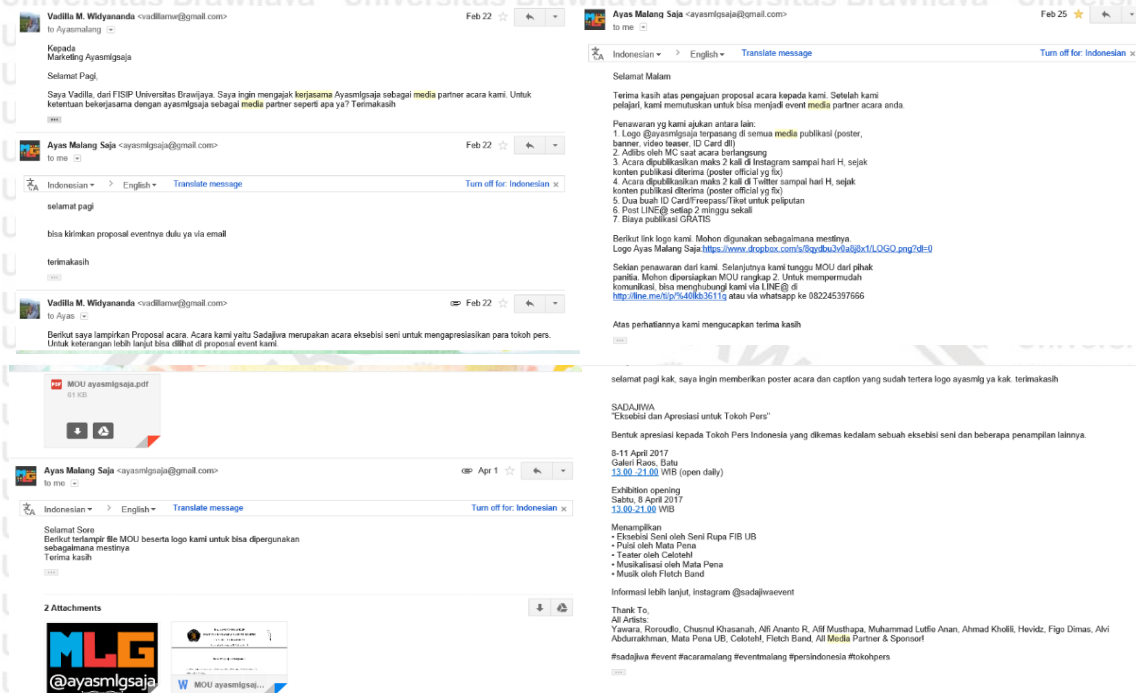 Vadilla M. Widyananda <vadillamw@gmail.com>
Feb 22
to Ayasmalang
Kepada
Marketing Ayasmlgsaja
Selamat Pagi,
Saya Vadilla, dari FISIP Universitas Brawijaya. Saya ingin mengajak kerjasama Ayasmlgsaja sebagai media partner acara kami. Untuk
ketentuan bekerjasama dengan ayasmlgsaja sebagai media partner seperti apa ya? Terimakasih
Ayas Malang Saja <ayasmlgsaja@gmail.com>
Feb 22
to me
Indonesian > English Translate message
Turn off for: Indonesian x
selamat pagi
bisa kirimkan proposal eventnya dulu ya via email
terimakasih
Vadilla M. Widyananda <vadillamw@gmail.com>
Feb 22
to Ayas
Berikut saya lampirkan Proposal acara. Acara kami yaitu Sadajiwa merupakan acara eksebisi seni untuk mengapresiasikan para tokoh pers.
Untuk keterangan lebih lanjut bisa dilihat di proposal event kami.
PDF MOU ayasmlgsaja.pdf
61 KB
Ayas Malang Saja <ayasmlgsaja@gmail.com>
Apr 1
to me
Indonesian > English Translate message
Turn off for: Indonesian x
Selamat Sore
Berikut terlampir file MOU beserta logo kami untuk bisa dipergunakan
sebagaimana mestinya
Terima kasih
2 Attachments
MLG
@ayasmlgsaja
W MOU ayasmlgsaj...
Ayas Malang Saja <ayasmlgsaja@gmail.com>
Feb 25
to me
Indonesian > English Translate message
Turn off for: Indonesian x
Selamat Malam
Terima kasih atas pengajuan proposal acara kepada kami. Setelah kami
pelajari, kami memutuskan untuk bisa menjadi event media partner acara anda.
Penawaran yg kami ajukan antara lain:
1. Logo @ayasmlgsaja terpasang di semua media publikasi (poster,
banner, video teaser, ID Card dll)
2. Adlibs oleh MC saat acara berlangsung
3. Acara dipublikasikan maks 2 kali di Instagram sampai hari H, sejak
konten publikasi diterima (poster official yg fix)
4. Acara dipublikasikan maks 2 kali di Twitter sampai hari H, sejak
konten publikasi diterima (poster official yg fix)
5. Dua buah ID Card/Freepass/Tiket untuk peliputan
6. Post LINE@ setiap 2 minggu sekali
7. Biaya publikasi GRATIS
Berikut link logo kami. Mohon digunakan sebagaimana mestinya.
Logo Ayas Malang Saja:https://www.dropbox.com/s/8qydbu3v0a8j8x1/LOGO.png?dl=0
Sekian penawaran dari kami. Selanjutnya kami tunggu MOU dari pihak
panitia. Mohon dipersiapkan MOU rangkap 2. Untuk mempermudah
komunikasi, bisa menghubungi kami via LINE@ di
http://line.me/ti/p/%40lkb3611q atau via whatsapp ke 082245397666
Atas perhatiannya kami mengucapkan terima kasih
selamat pagi kak, saya ingin memberikan poster acara dan caption yang sudah tertera logo ayasmlg ya kak. terimakasih
SADAJIWA
"Eksebisi dan Apresiasi untuk Tokoh Pers"
Bentuk apresiasi kepada Tokoh Pers Indonesia yang dikemas kedalam sebuah eksebisi seni dan beberapa penampilan lainnya.
8-11 April 2017
Galeri Raos, Batu
13.00 -21.00 WIB (open daily)
Exhibition opening
Sabtu, 8 April 2017
13.00-21.00 WIB
Menampilkan
• Eksebisi Seni oleh Seni Rupa FIB UB
• Puisi oleh Mata Pena
• Teater oleh Celoteh!
• Musikalisasi oleh Mata Pena
• Musik oleh Fletch Band
Informasi lebih lanjut, instagram @sadajiwaevent
Thank To,
All Artists:
Yawara, Roroudlo, Chusnul Khasanah, Alfi Ananto R, Afif Musthapa, Muhammad Lutfie Anan, Ahmad Kholili, Hevidz, Figo Dimas, Alvi
Abdurrakhman, Mata Pena UB, Celoteh!, Fletch Band, All Media Partner & Sponsor!
#sadajiwa #event #acaramalang #eventmalang #persindonesia #tokohpers